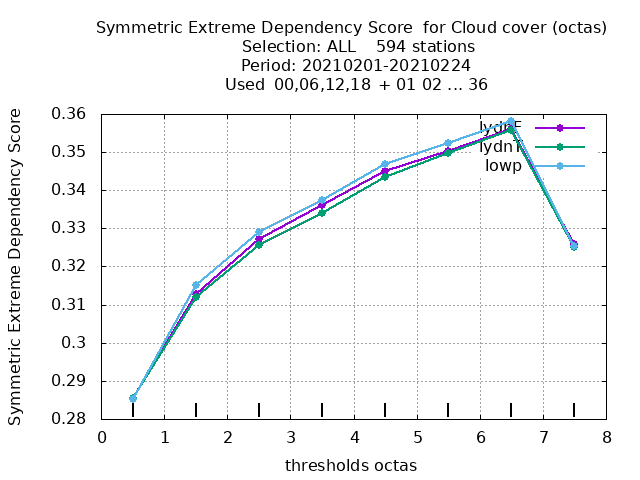 Symmetric Extreme Dependency Score for Cloud cover (octas)
Selection: ALL 594 stations
Period: 20210201-20210224
Used 00,06,12,18 + 01 02 ... 36
Symmetric Extreme Dependency Score
0.36
0.35
0.34
0.33
0.32
0.31
0.3
0.29
0.28
lowp
0 1 2 3 4 5 6 7 8
thresholds octas